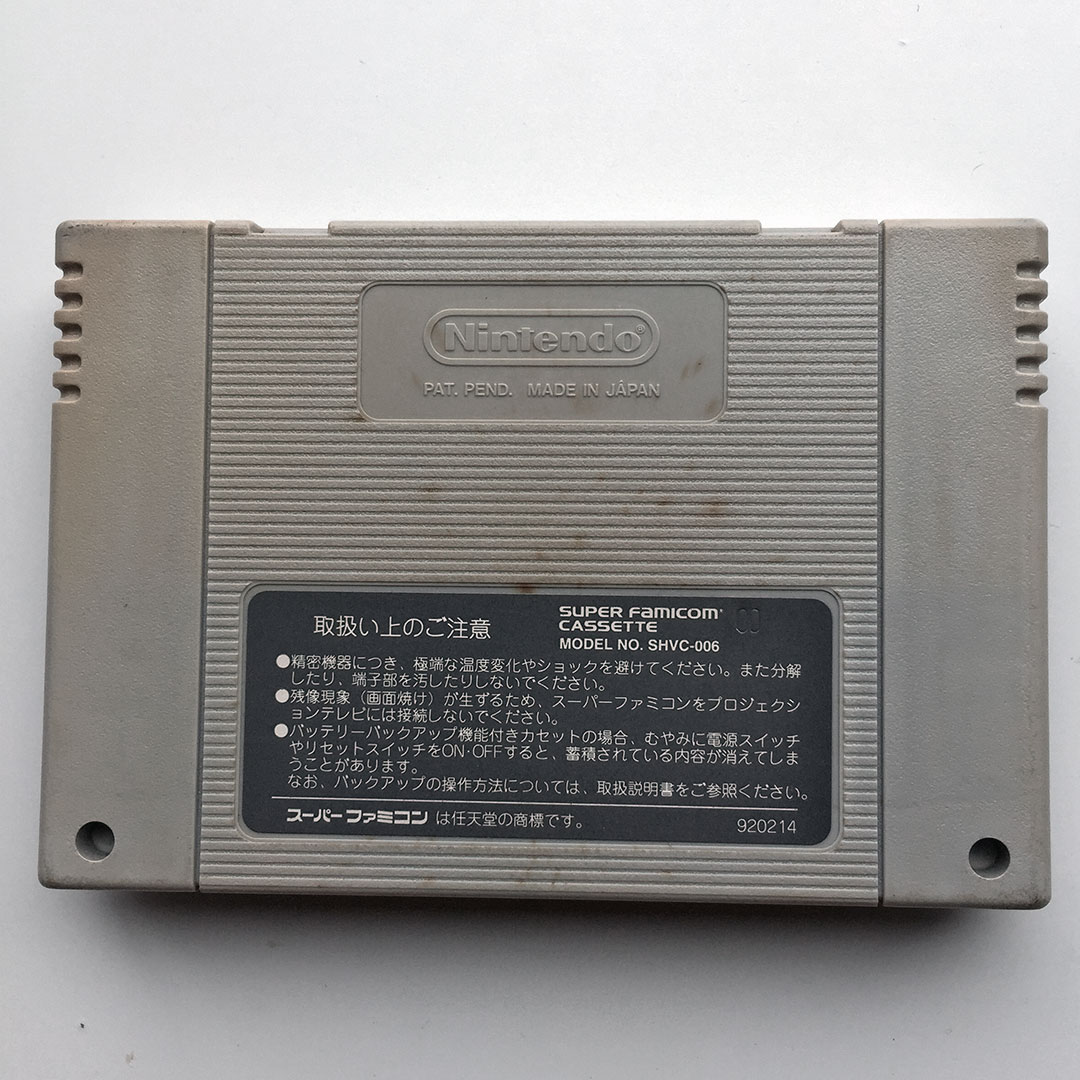 Nintendo®
PAT. PEND. MADE IN JAPAN
取扱い上のご注意
SUPER FAMICOM®
CASSETTE
MODEL NO. SHVC-006
●精密機器につき、極端な温度変化やショックを避けてください。また分解
したり、端子部を汚したりしないでください。
●残像現象（画面焼け）が生ずるため、スーパーファミコンをプロジェクシ
ョンテレビには接続しないでください。
●バッテリーバックアップ機能付きカセットの場合、むやみに電源スイッチ
やリセットスイッチをON·OFFすると、蓄積されている内容が消えてしま
うことがあります。
なお、バックアップの操作方法については、取扱説明書をご参照ください。
スーパーファミコンは任天堂の商標です。
920214